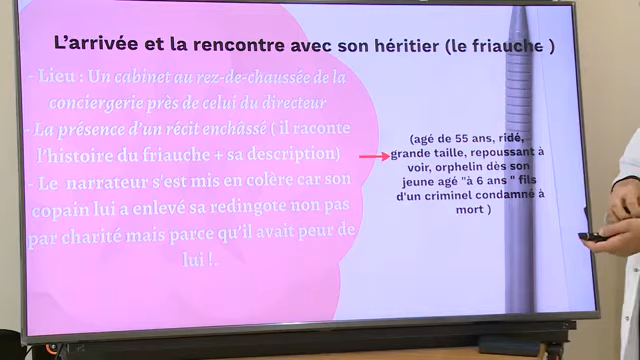 L'arrivée et la rencontre avec son héritier (le friauche )
- Lieu : Un cabinet au rez-de-chaussée de la
conciergerie près de celui du directeur
- La présence d'un récit enchâssé ( il raconte
l'histoire du friauche + sa description)
- Le narrateur s'est mis en colère car son
copain lui a enlevé sa redingote non pas
par charité mais parce qu'il avait peur de
lui !.
(agé de 55 ans, ridé,
grande taille, repoussant à
voir, orphelin dès son
jeune agé "à 6 ans " fils
d'un criminel condamné à
mort )